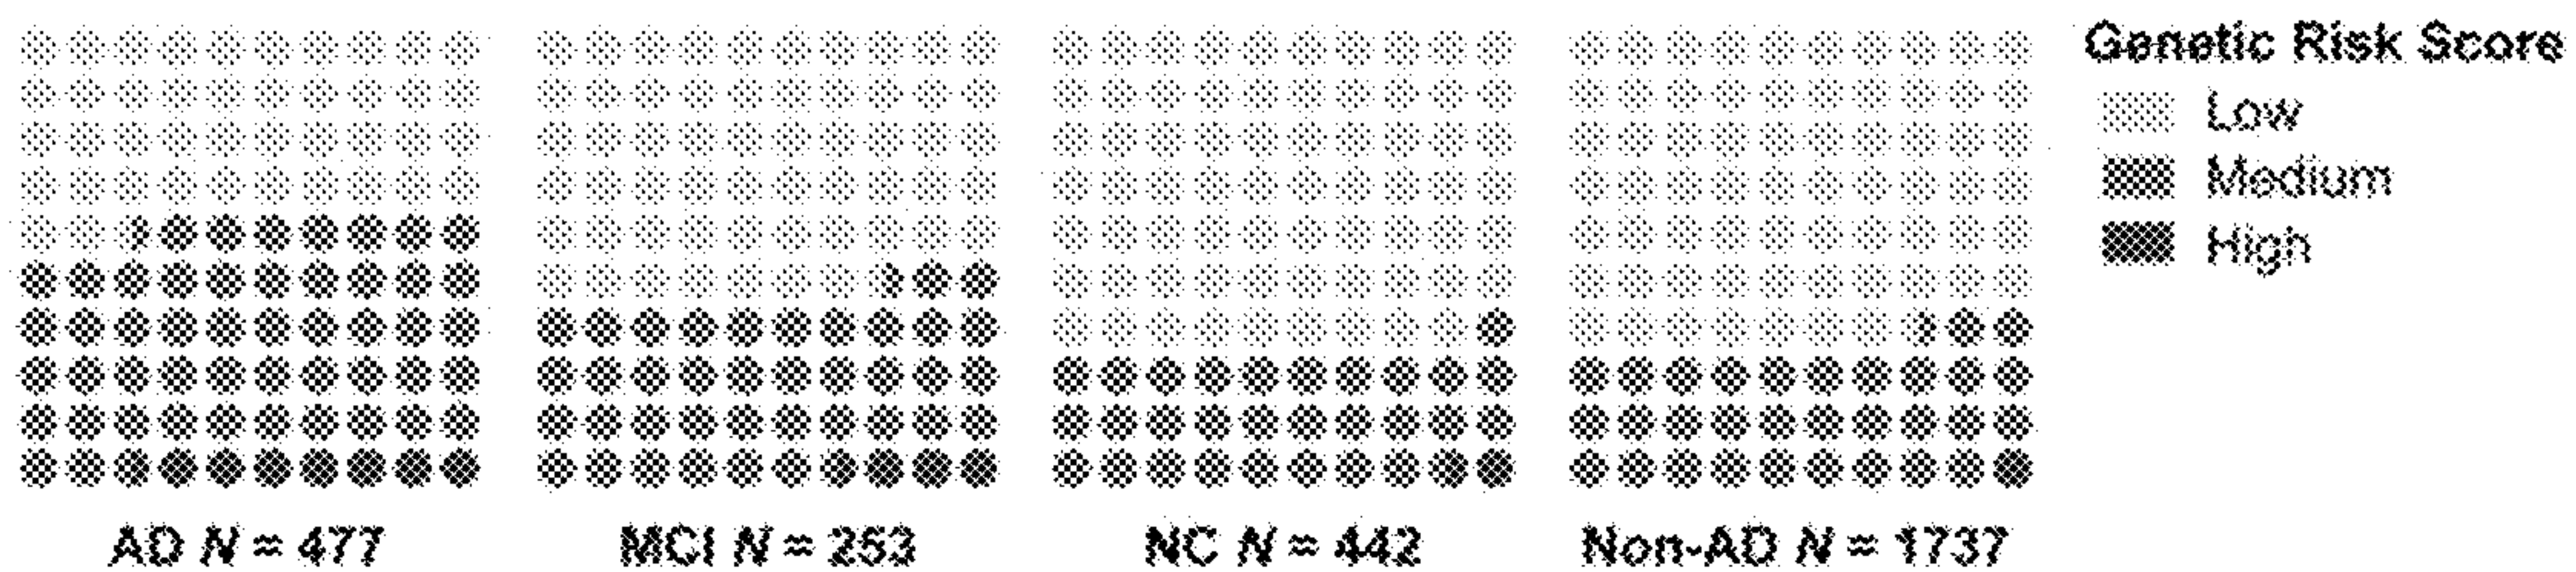 Genetic Risk Score
Low
Medium
High
AD N = 477
MCI N = 253
NC N = 442
Non-AD N = 1737